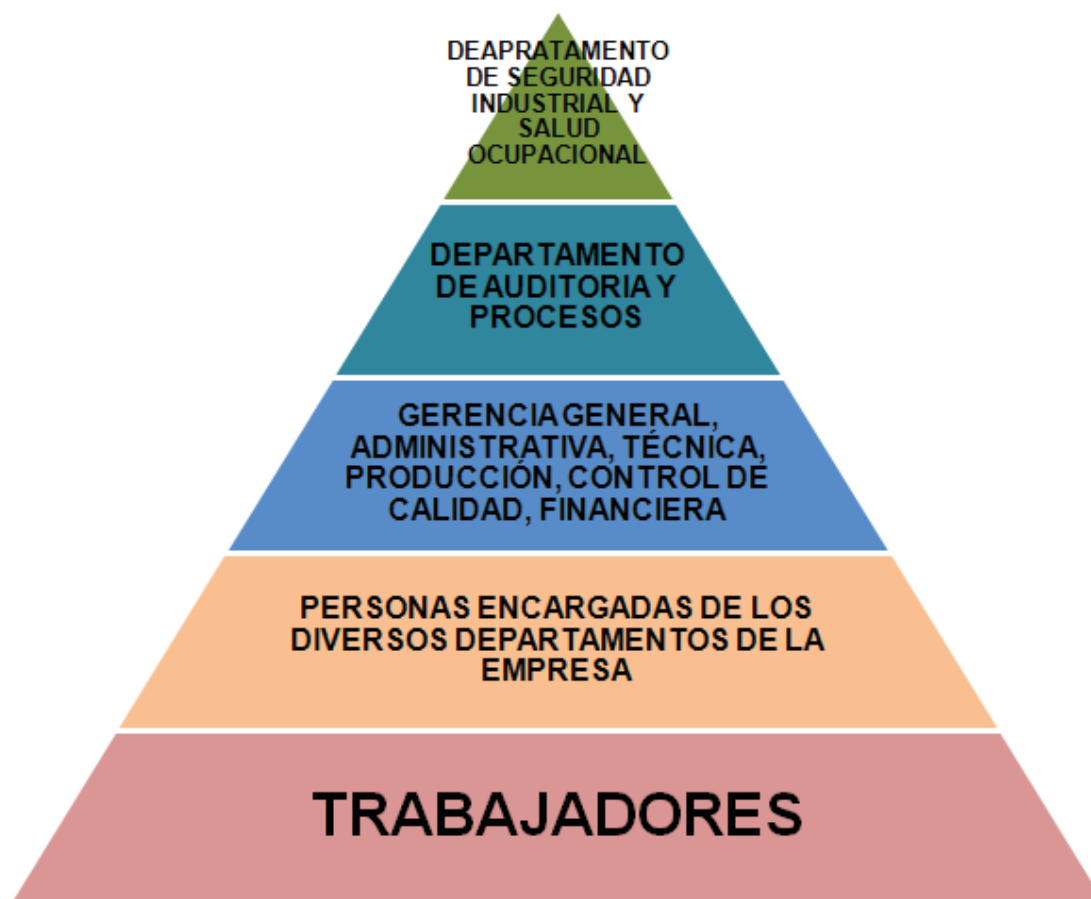 DEAPRATAMENTO
DE SEGURIDAD
INDUSTRIAL Y
SALUD
OCUPACIONAL
DEPARTAMENTO
DE AUDITORIA Y
PROCESOS
GERENCIA GENERAL,
ADMINISTRATIVA, TÉCNICA,
PRODUCCIÓN, CONTROL DE
CALIDAD, FINANCIERA
PERSONAS ENCARGADAS DE LOS
DIVERSOS DEPARTAMENTOS DE LA
EMPRESA
TRABAJADORES